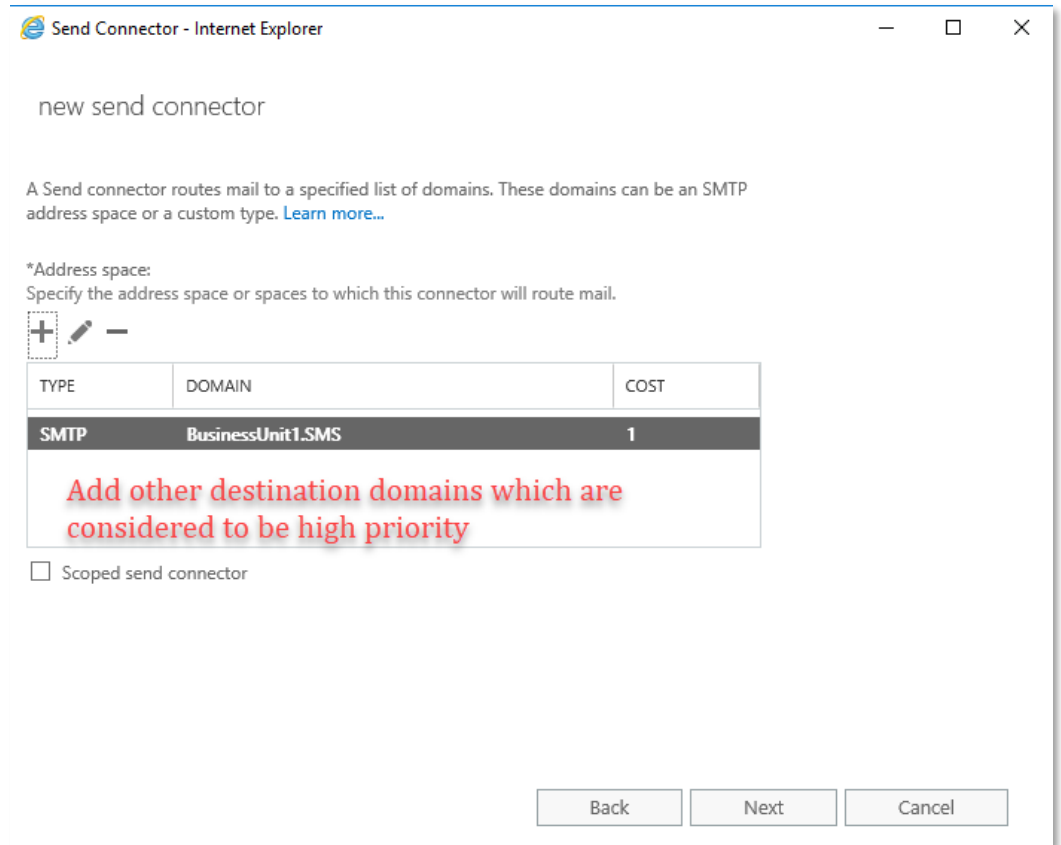 Send Connector - Internet Explorer
new send connector
A Send connector routes mail to a specified list of domains. These domains can be an SMTP
address space or a custom type. Learn more...
*Address space:
Specify the address space or spaces to which this connector will route mail.
TYPE DOMAIN COST
SMTP BusinessUnit1.SMS 1
Add other destination domains which are
considered to be high priority
Scoped send connector
Back Next Cancel